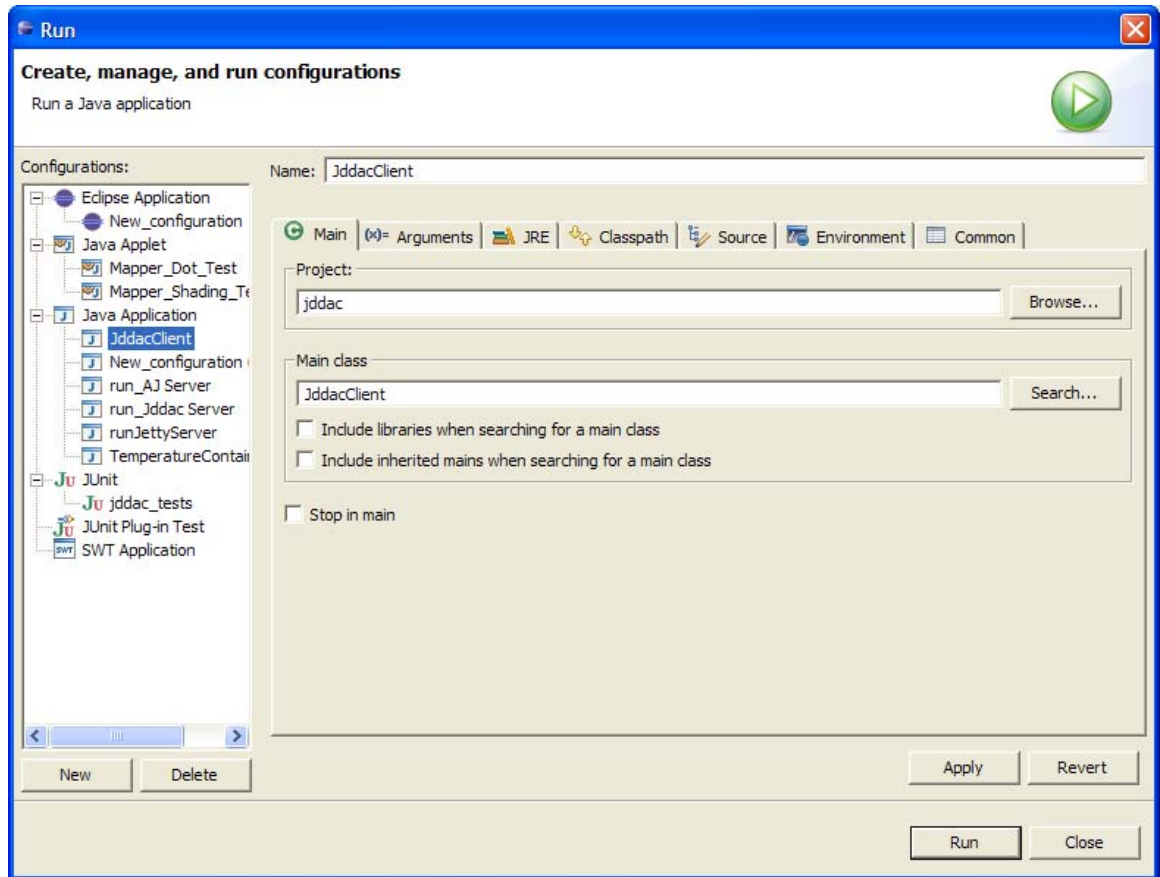 Run
Create, manage, and run configurations
Run a Java application
Configurations:
Eclipse Application
New_configuration
Java Applet
Mapper_Dot_Test
Mapper_Shading_Te
Java Application
JddacClient
New_configuration
run_AJ Server
run_Jddac Server
runJettyServer
TemperatureContai
JUnit
jddac_tests
JUnit Plug-in Test
SWT Application
New Delete
Name: JddacClient
Main (x)= Arguments JRE Classpath Source Environment Common
Project:
jddac Browse...
Main class
JddacClient Search...
Include libraries when searching for a main class
Include inherited mains when searching for a main class
Stop in main
Apply Revert
Run Close